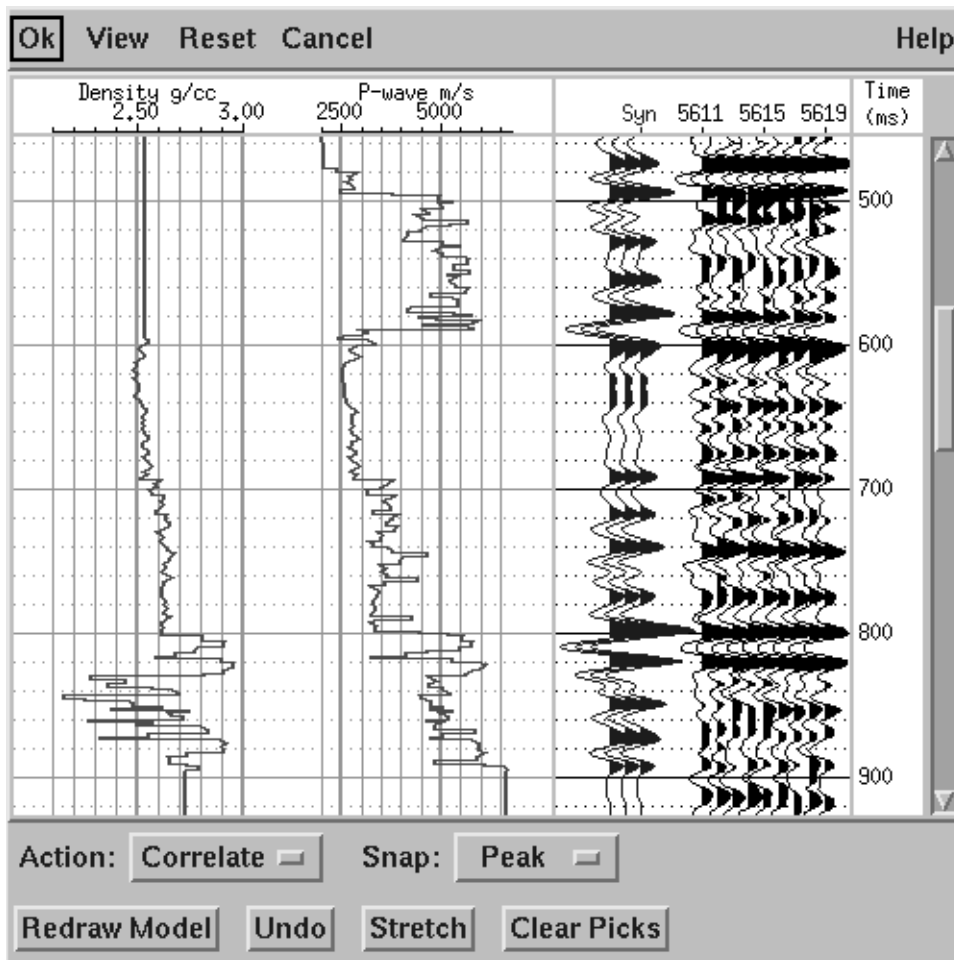 Ok View Reset Cancel Help
Density g/cc P-wave m/s Time
2.50 3.00 2500 5000 Syn 5611 5615 5619 (ms)
500
600
700
800
900
Action: Correlate Snap: Peak
Redraw Model Undo Stretch Clear Picks